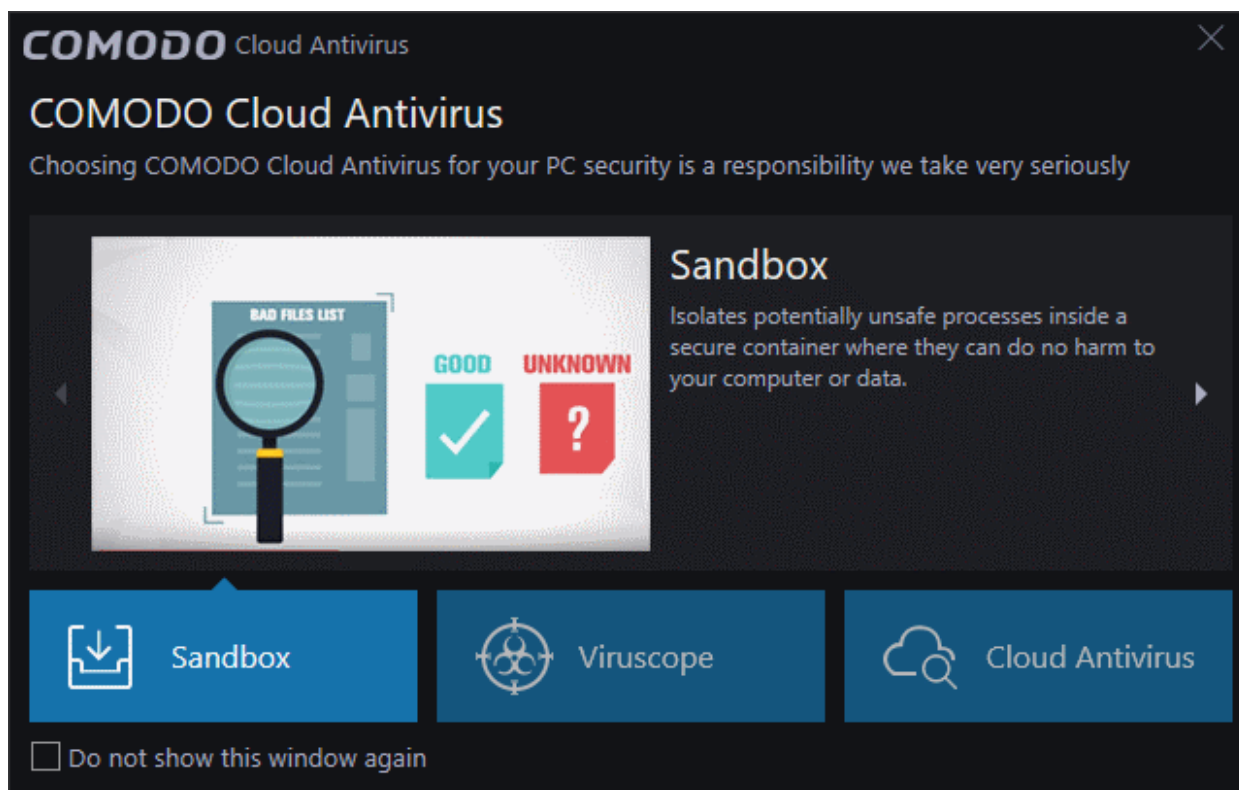 COMODO Cloud Antivirus
COMODO Cloud Antivirus
Choosing COMODO Cloud Antivirus for your PC security is a responsibility we take very seriously
BAD FILES LIST
GOOD
UNKNOWN
?
Sandbox
Isolates potentially unsafe processes inside a
secure container where they can do no harm to
your computer or data.
Sandbox
Viruscope
Cloud Antivirus
Do not show this window again